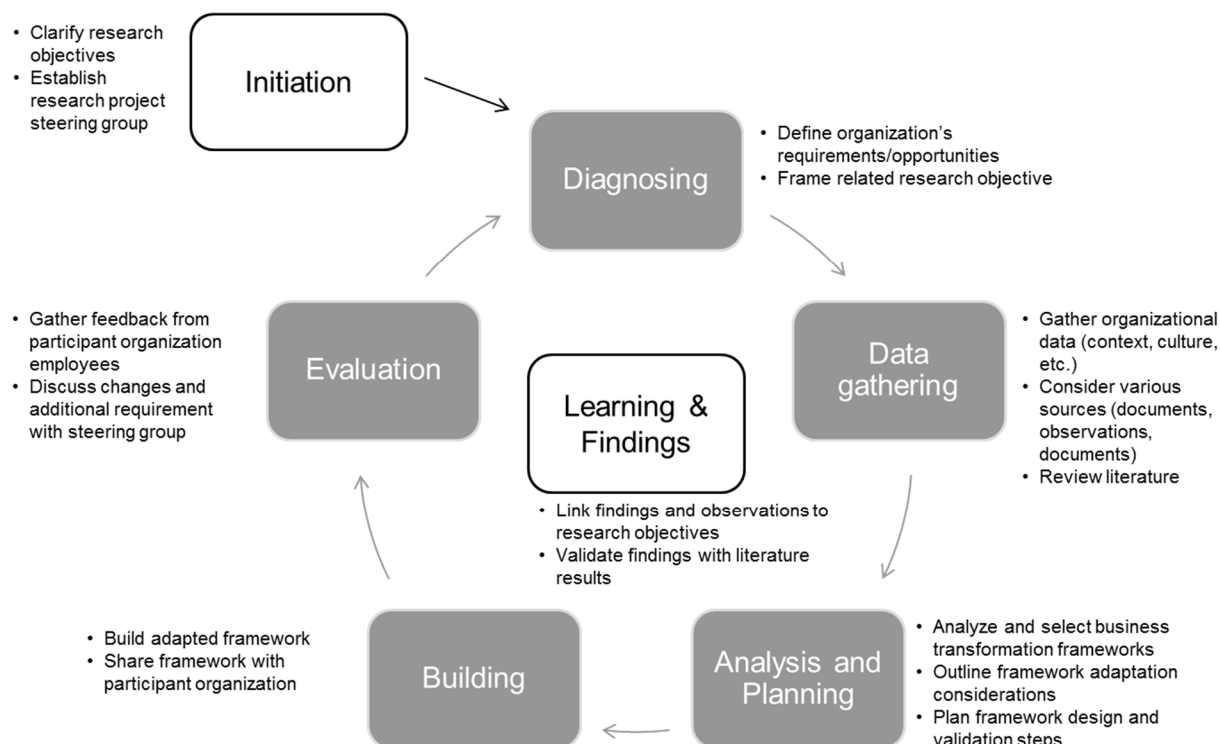 • Clarify research
objectives
• Establish
research project
steering group
Initiation
Diagnosing
• Define organization’s
requirements/opportunities
• Frame related research objective
Data
gathering
• Gather organizational
data (context, culture,
etc.)
• Consider various
sources (documents,
observations,
documents)
• Review literature
Analysis and
Planning
• Analyze and select business
transformation frameworks
• Outline framework adaptation
considerations
• Plan framework design and
validation steps
Building
• Build adapted framework
• Share framework with
participant organization
Evaluation
• Gather feedback from
participant organization
employees
• Discuss changes and
additional requirement
with steering group
Learning &
Findings
• Link findings and observations to
research objectives
• Validate findings with literature
results